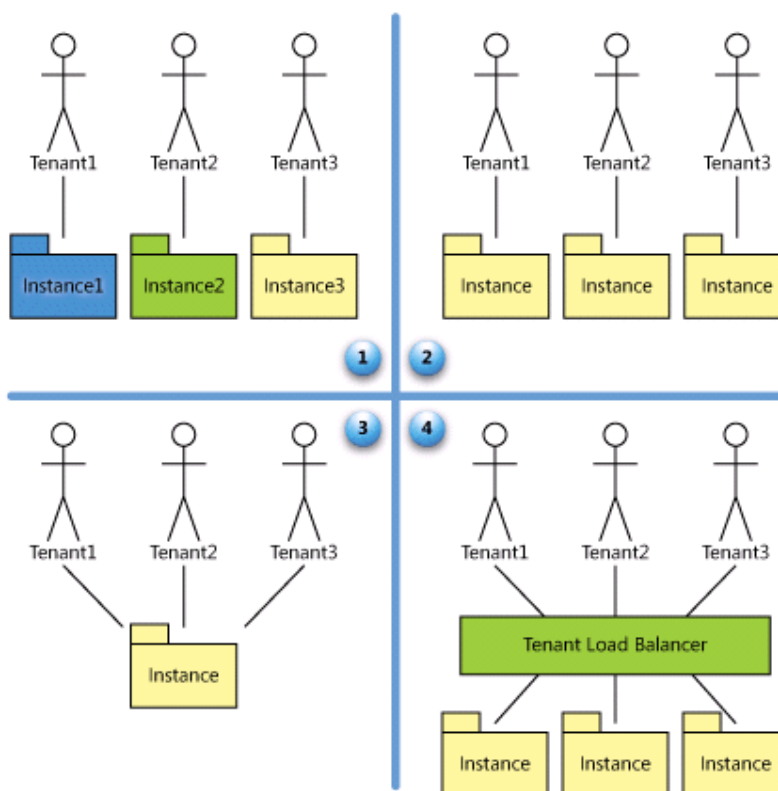 Tenant1 Tenant2 Tenant3
Instance1 Instance2 Instance3
1
Tenant1 Tenant2 Tenant3
Instance Instance Instance
2
3
Tenant1 Tenant2 Tenant3
Instance
4
Tenant1 Tenant2 Tenant3
Tenant Load Balancer
Instance Instance Instance